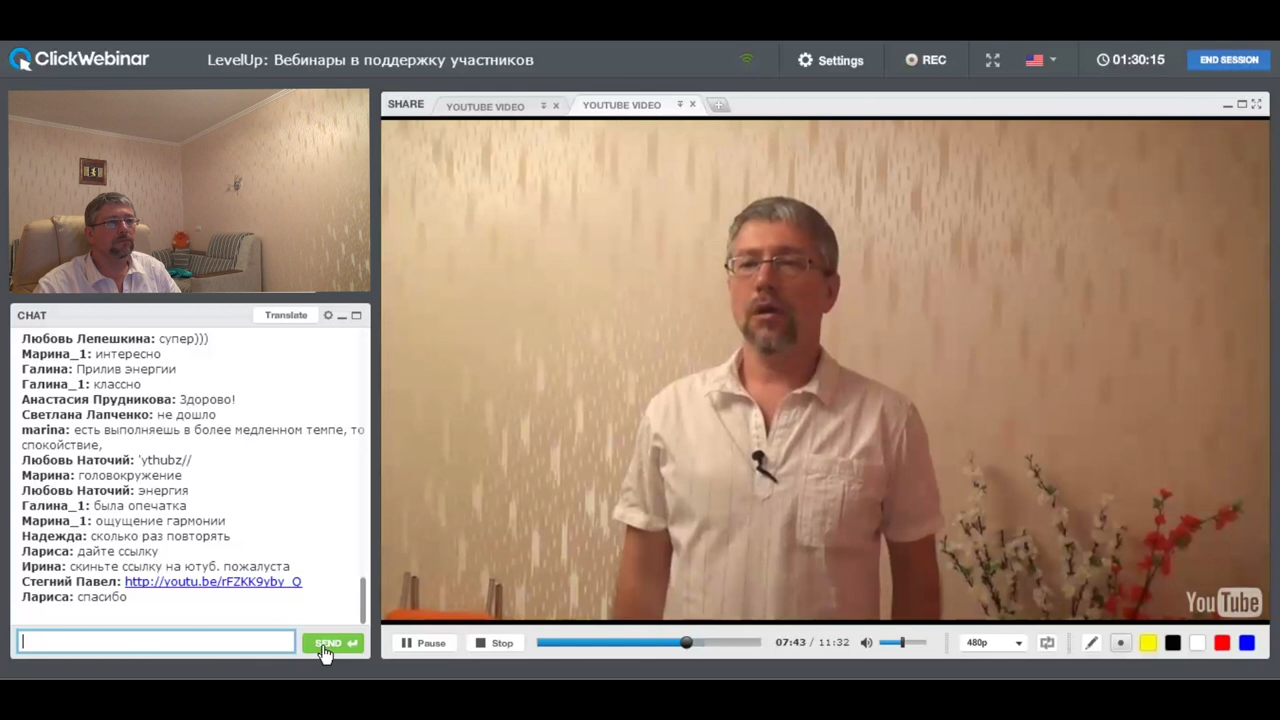 ClickWebinar
LevelUp: Вебинары в поддержку участников
Settings
REC
01:30:15
END SESSION
SHARE
YOUTUBE VIDEO
YOUTUBE VIDEO
CHAT
Translate
Любовь Лепешкина: супер)))
Марина_1: интересно
Галина: Прилив энергии
Галина_1: классно
Анастасия Прудникова: Здорово!
Светлана Лапченко: не дошло
marina: есть выполняешь в более медленном темпе, то
спокойствие,
Любовь Наточий: 'ythubz//
Марина: головокружение
Любовь Наточий: энергия
Галина_1: была опечатка
Марина_1: ощущение гармонии
Надежда: сколько раз повторять
Лариса: дайте ссылку
Ирина: скиньте ссылку на ютуб. пожалуста
Стегний Павел: http://youtu.be/rFZKK9yby_Q
Лариса: спасибо
SEND
YouTube
Pause
Stop
07:43 / 11:32
480p